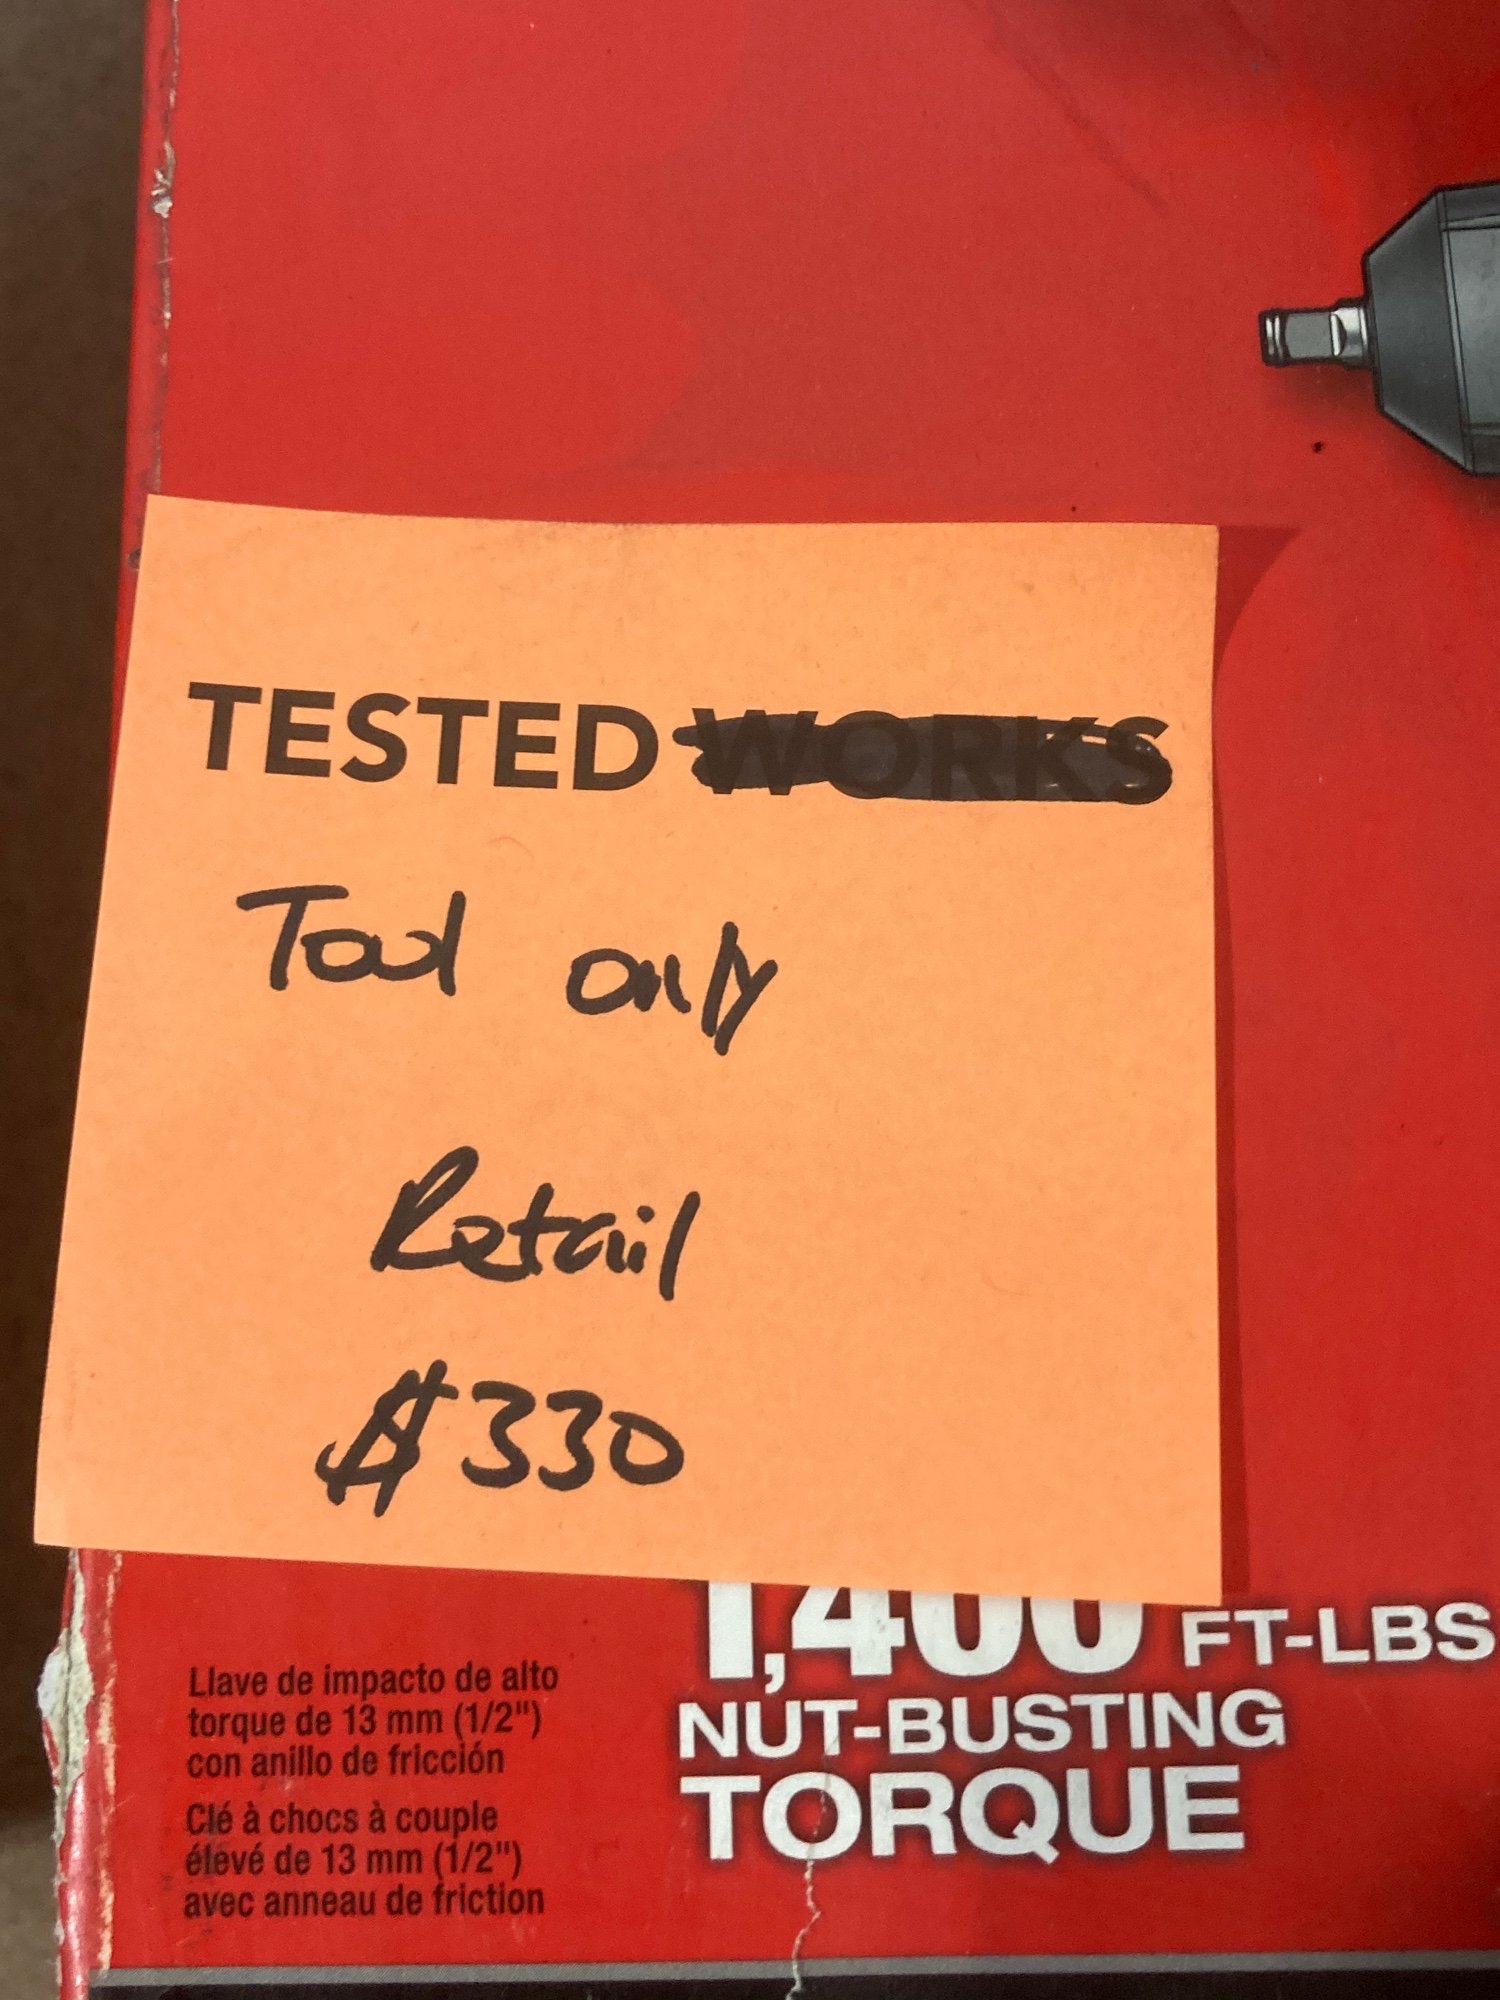 TESTED WORKS
Tool only
Retail
$330
1,400 FT-LBS
NUT-BUSTING
TORQUE
Llave de impacto de alto
torque de 13 mm (1/2")
con anillo de fricción
Clé à chocs à couple
élevé de 13 mm (1/2")
avec anneau de friction